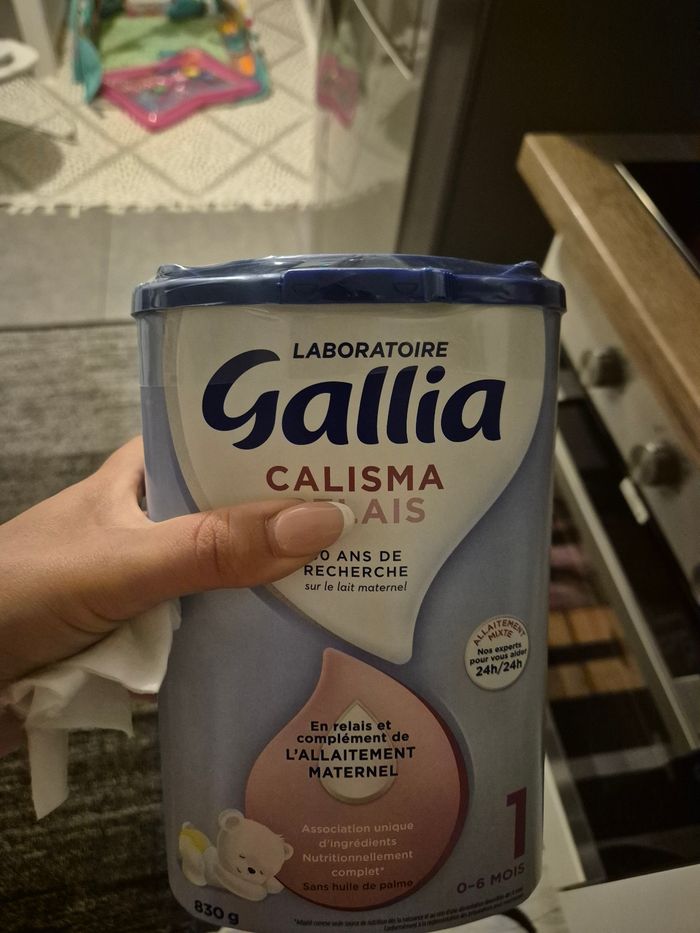 LABORATOIRE
Gallia
CALISMA
LAIS
0 ANS DE
RECHERCHE
sur le lait maternel
ALLAITEMENT
MIXTE
Nos experts
pour vous aider
24h/24h
En relais et
complément de
L'ALLAITEMENT
MATERNEL
Association unique
d'ingrédients
Nutritionnellement
complet*
Sans huile de palme
1
0-6 MOIS
830 g